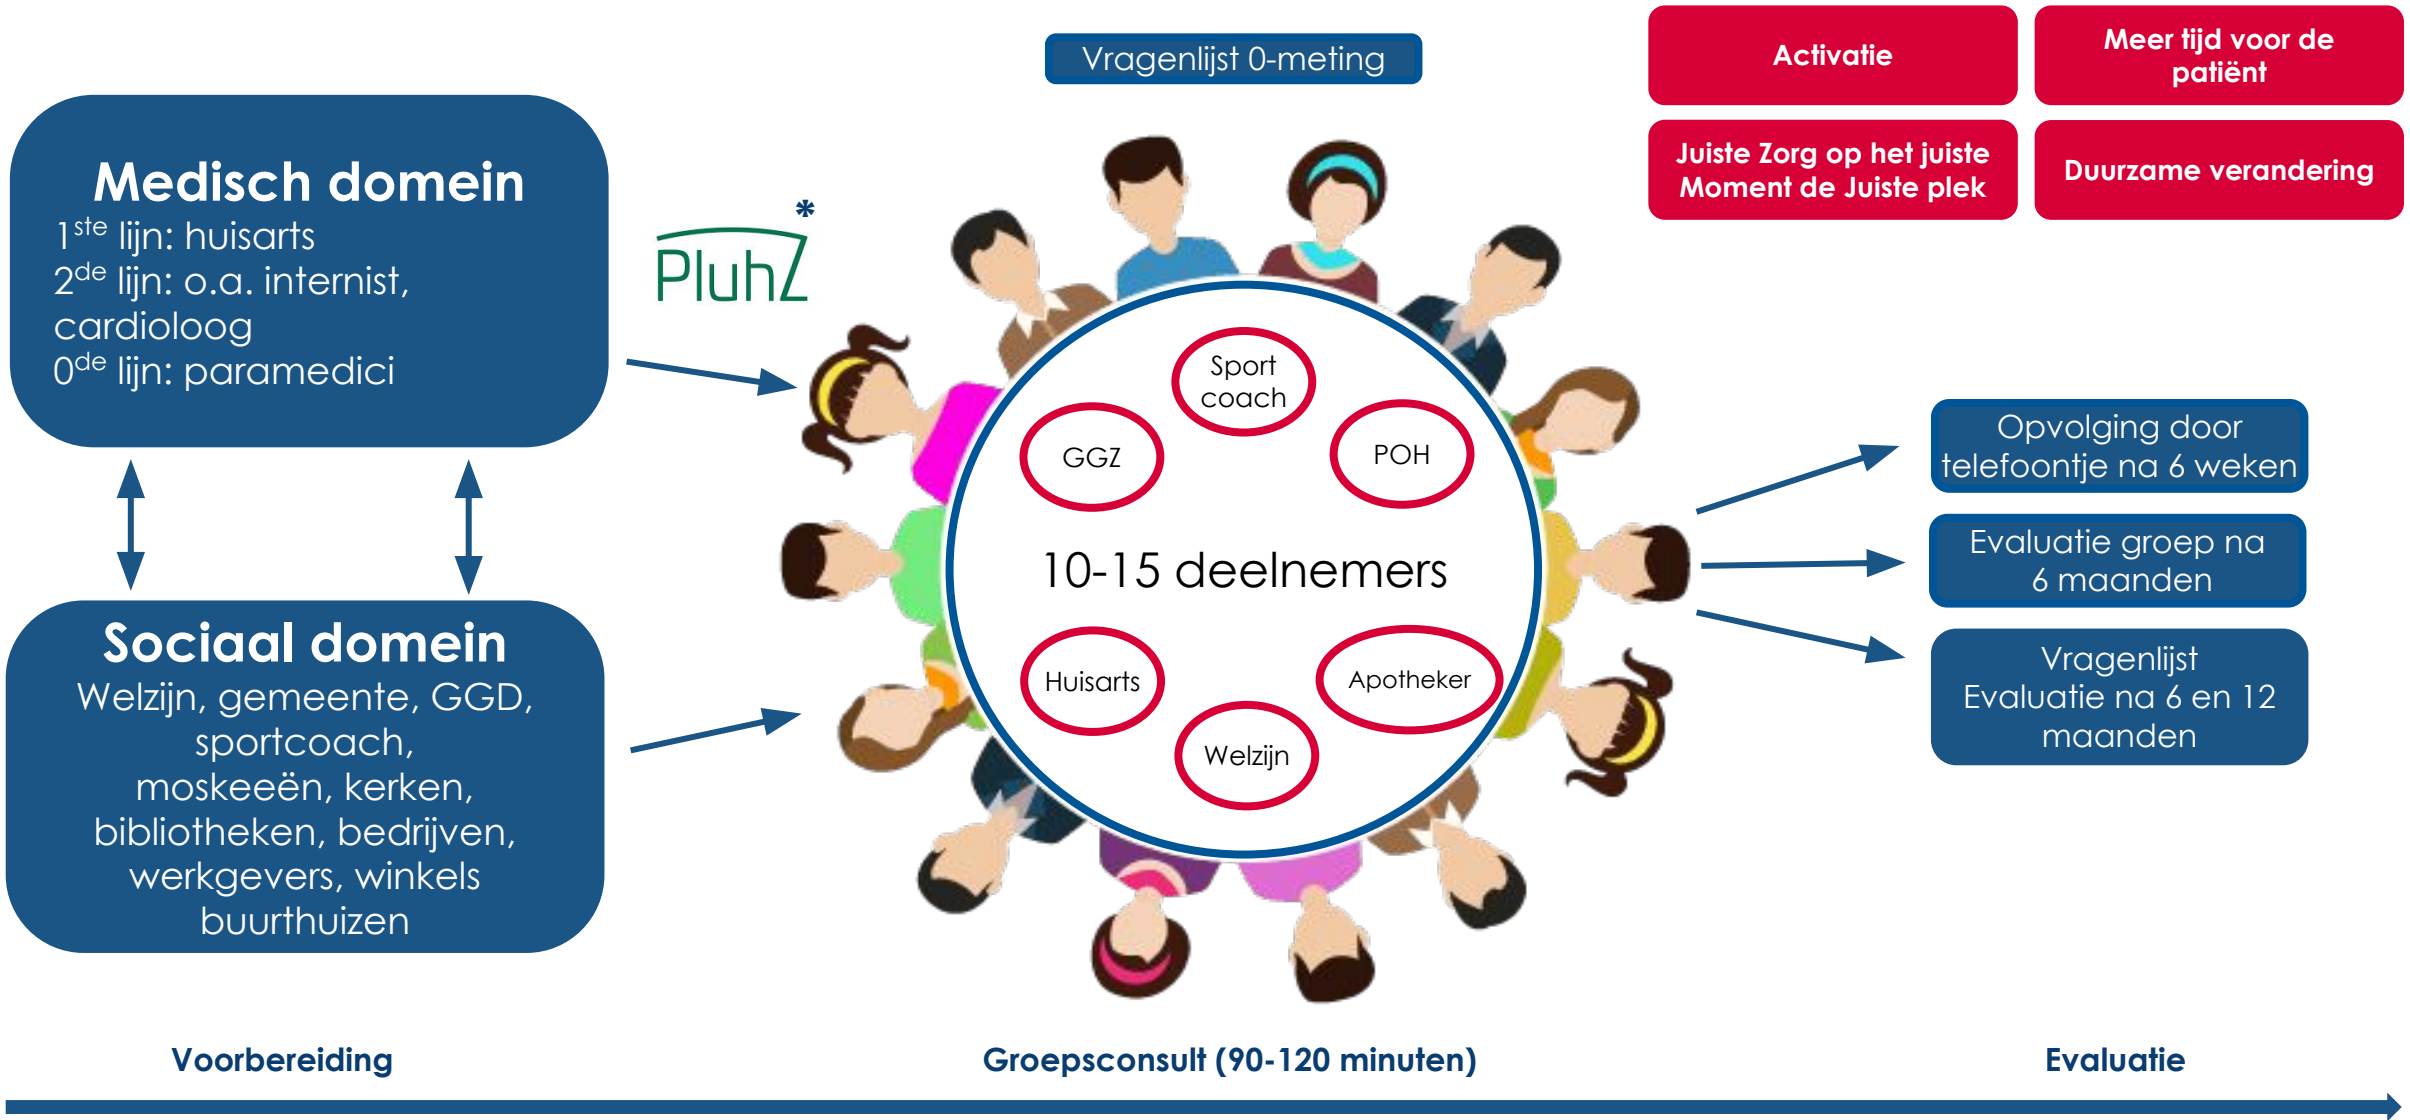 Vragenlijst 0-meting
Activatie
Meer tijd voor de
patiënt
Juiste Zorg op het juiste
Moment de Juiste plek
Duurzame verandering
Medisch domein
1ste lijn: huisarts
2de lijn: o.a. internist,
cardioloog
0de lijn: paramedici
PluhZ*
Sociaal domein
Welzijn, gemeente, GGD,
sportcoach,
moskeeën, kerken,
bibliotheken, bedrijven,
werkgevers, winkels
buurthuizen
Sport
coach
GGZ
POH
10-15 deelnemers
Huisarts
Apotheker
Welzijn
Opvolging door
telefoontje na 6 weken
Evaluatie groep na
6 maanden
Vragenlijst
Evaluatie na 6 en 12
maanden
Voorbereiding
Groepsconsult (90-120 minuten)
Evaluatie